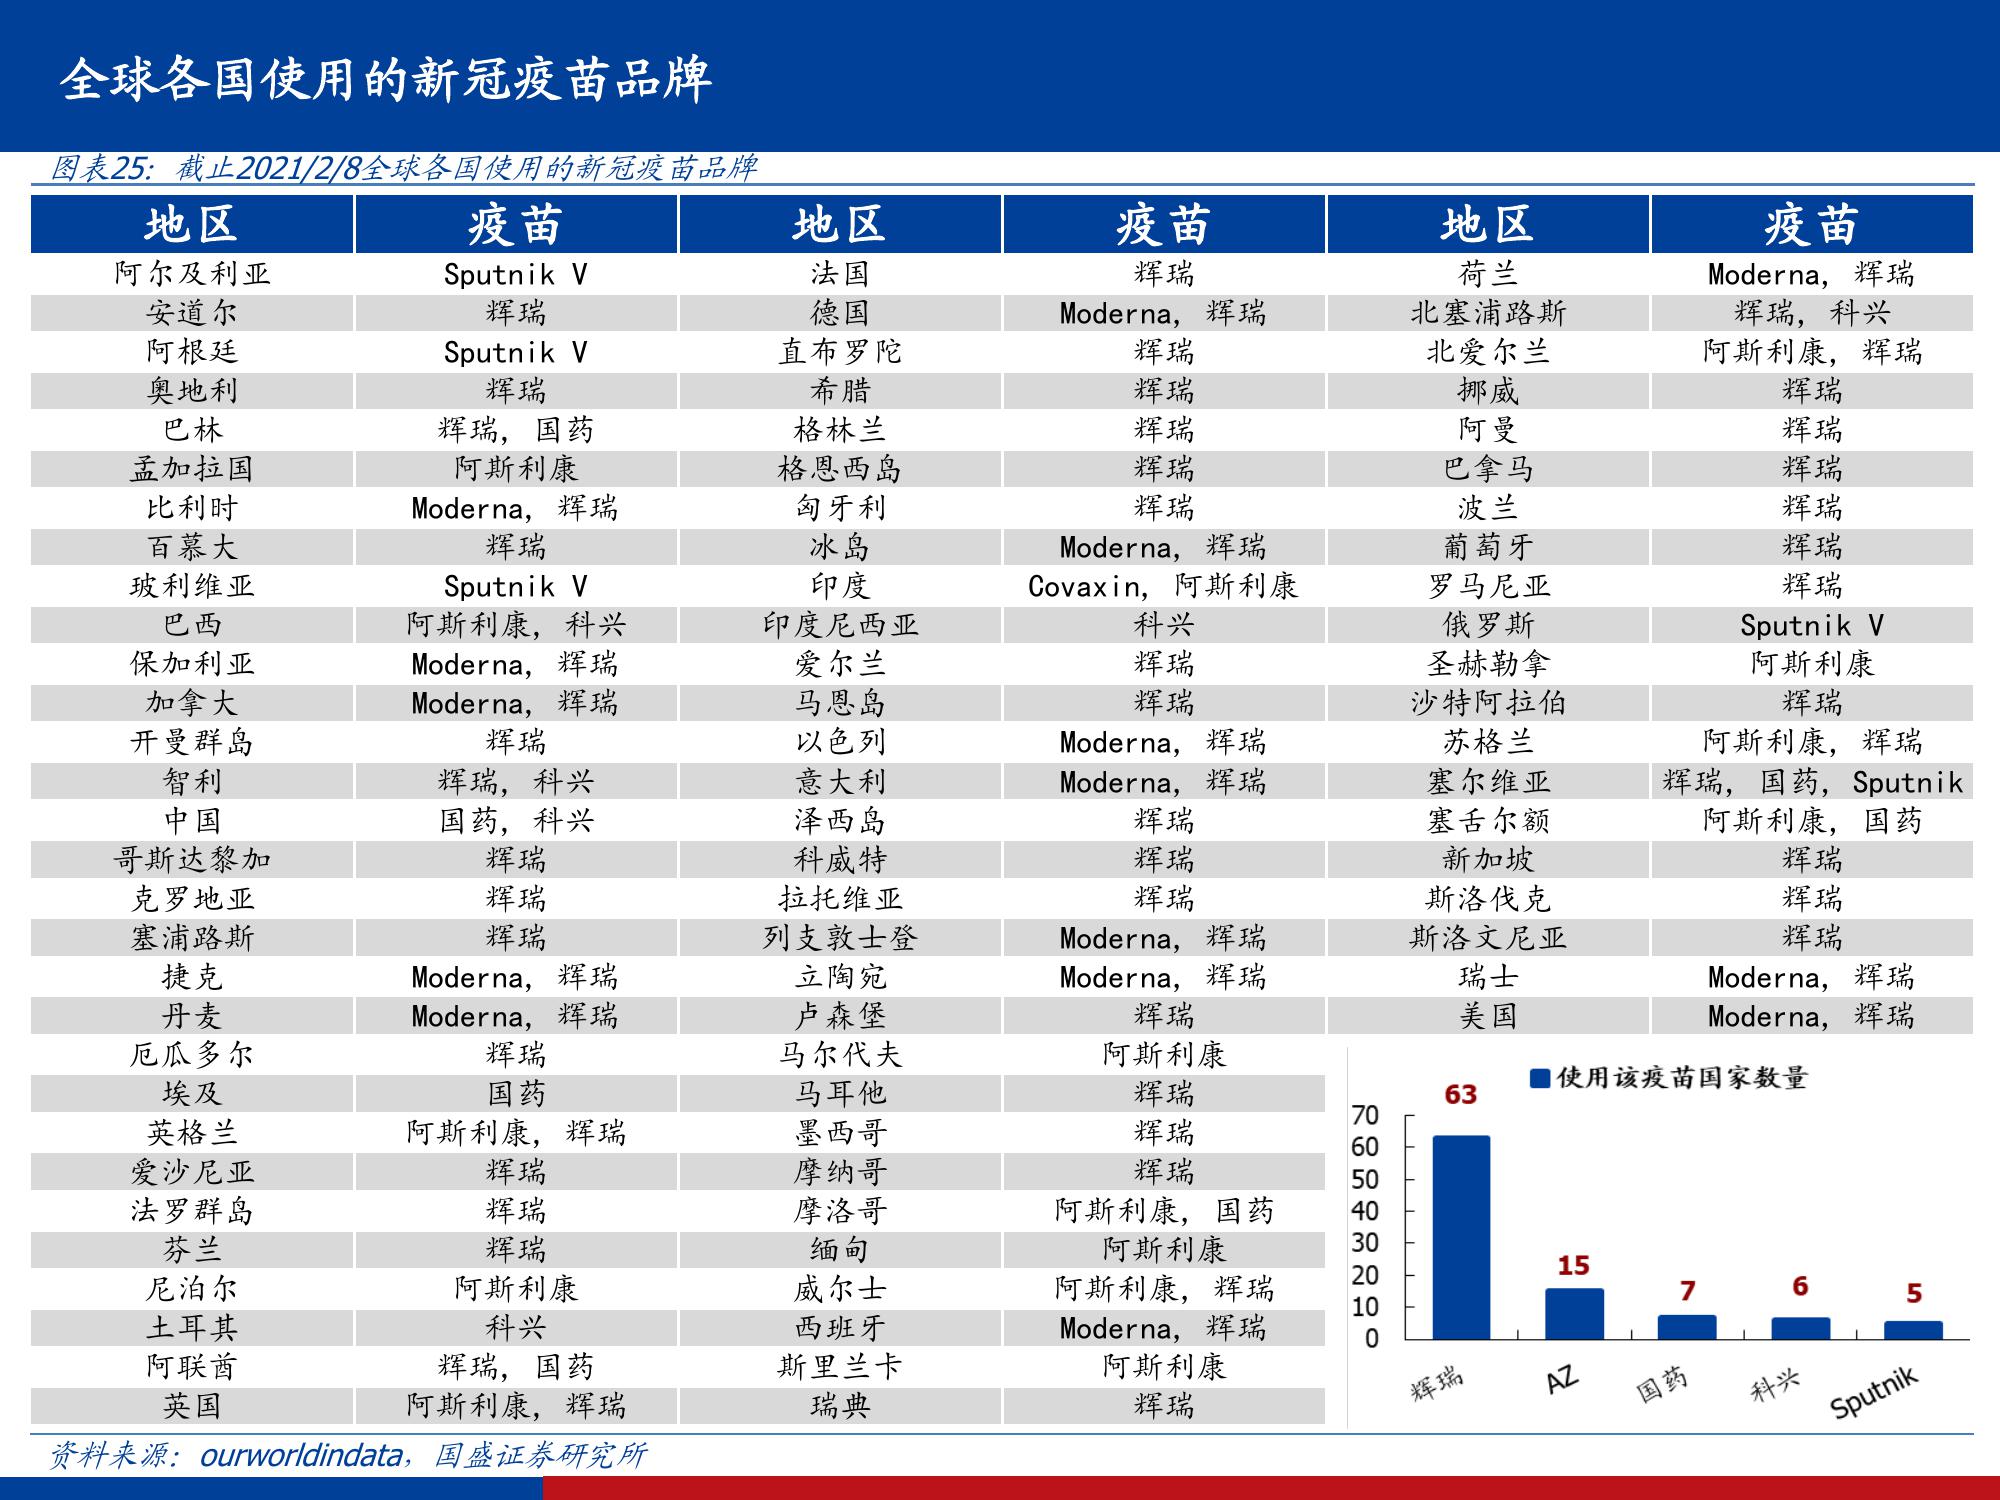 全球各国使用的新冠疫苗品牌
图表25: 截止2021/2/8全球各国使用的新冠疫苗品牌
地区 疫苗 地区 疫苗 地区 疫苗
阿尔及利亚 Sputnik V 法国 辉瑞 荷兰 Moderna, 辉瑞
安道尔 辉瑞 德国 Moderna, 辉瑞 北塞浦路斯 辉瑞, 科兴
阿根廷 Sputnik V 直布罗陀 辉瑞 北爱尔兰 阿斯利康, 辉瑞
奥地利 辉瑞 希腊 辉瑞 挪威 辉瑞
巴林 辉瑞, 国药 格林兰 辉瑞 阿曼 辉瑞
孟加拉国 阿斯利康 格恩西岛 辉瑞 巴拿马 辉瑞
比利时 Moderna, 辉瑞 匈牙利 辉瑞 波兰 辉瑞
百慕大 辉瑞 冰岛 Moderna, 辉瑞 葡萄牙 辉瑞
玻利维亚 Sputnik V 印度 Covaxin, 阿斯利康 罗马尼亚 辉瑞
巴西 阿斯利康, 科兴 印度尼西亚 科兴 俄罗斯 Sputnik V
保加利亚 Moderna, 辉瑞 爱尔兰 辉瑞 圣赫勒拿 阿斯利康
加拿大 Moderna, 辉瑞 马恩岛 辉瑞 沙特阿拉伯 辉瑞
开曼群岛 辉瑞 以色列 Moderna, 辉瑞 苏格兰 阿斯利康, 辉瑞
智利 辉瑞, 科兴 意大利 Moderna, 辉瑞 塞尔维亚 辉瑞, 国药, Sputnik
中国 国药, 科兴 泽西岛 辉瑞 塞舌尔额 阿斯利康, 国药
哥斯达黎加 辉瑞 科威特 辉瑞 新加坡 辉瑞
克罗地亚 辉瑞 拉托维亚 辉瑞 斯洛伐克 辉瑞
塞浦路斯 辉瑞 列支敦士登 Moderna, 辉瑞 斯洛文尼亚 辉瑞
捷克 Moderna, 辉瑞 立陶宛 Moderna, 辉瑞 瑞士 Moderna, 辉瑞
丹麦 Moderna, 辉瑞 卢森堡 辉瑞 美国 Moderna, 辉瑞
厄瓜多尔 辉瑞 马尔代夫 阿斯利康
埃及 国药 马耳他 辉瑞
英格兰 阿斯利康, 辉瑞 墨西哥 辉瑞
爱沙尼亚 辉瑞 摩纳哥 辉瑞
法罗群岛 辉瑞 摩洛哥 阿斯利康, 国药
芬兰 辉瑞 缅甸 阿斯利康
尼泊尔 阿斯利康 威尔士 阿斯利康, 辉瑞
土耳其 科兴 西班牙 Moderna, 辉瑞
阿联酋 辉瑞, 国药 斯里兰卡 阿斯利康
英国 阿斯利康, 辉瑞 瑞典 辉瑞
使用该疫苗国家数量
63
15
7
6
5
70
60
50
40
30
20
10
0
辉瑞 AZ 国药 科兴 Sputnik
资料来源: ourworldindata, 国盛证券研究所